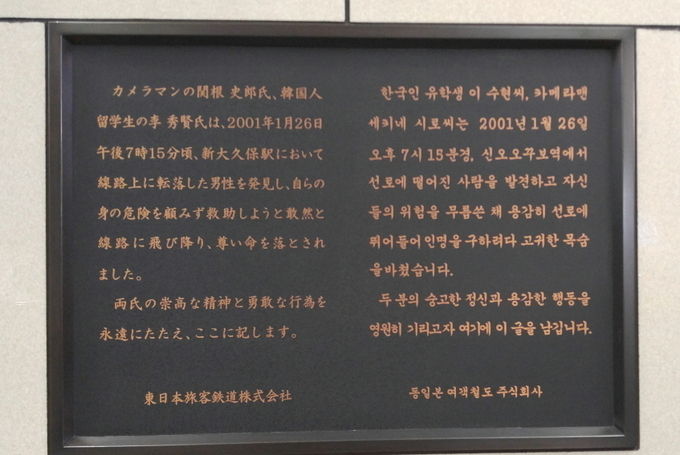 カメラマンの関根 史郎氏、韓国人
留学生の李 秀賢氏は、2001年1月26日
午後7時15分頃、新大久保駅において
線路上に転落した男性を発見し、自らの
身の危険を顧みず救助しようと敢然と
線路に飛び降り、尊い命を落とされ
ました。
両氏の崇高な精神と勇敢な行為を
永遠にたたえ、ここに記します。
東日本旅客鉄道株式会社
한국인 유학생 이 수현씨, 카메라맨
세키네 시로씨는 2001년 1월 26일
오후 7시 15분경, 신오오꾸보역에서
선로에 떨어진 사람을 발견하고 자신
들의 위험을 무릅쓴 채 용감히 선로에
뛰어들어 인명을 구하려다 고귀한 목숨
을 바쳤습니다.
두 분의 숭고한 정신과 용감한 행동을
영원히 기리고자 여기에 이 글을 남깁니다.
동일본 여객철도 주식회사